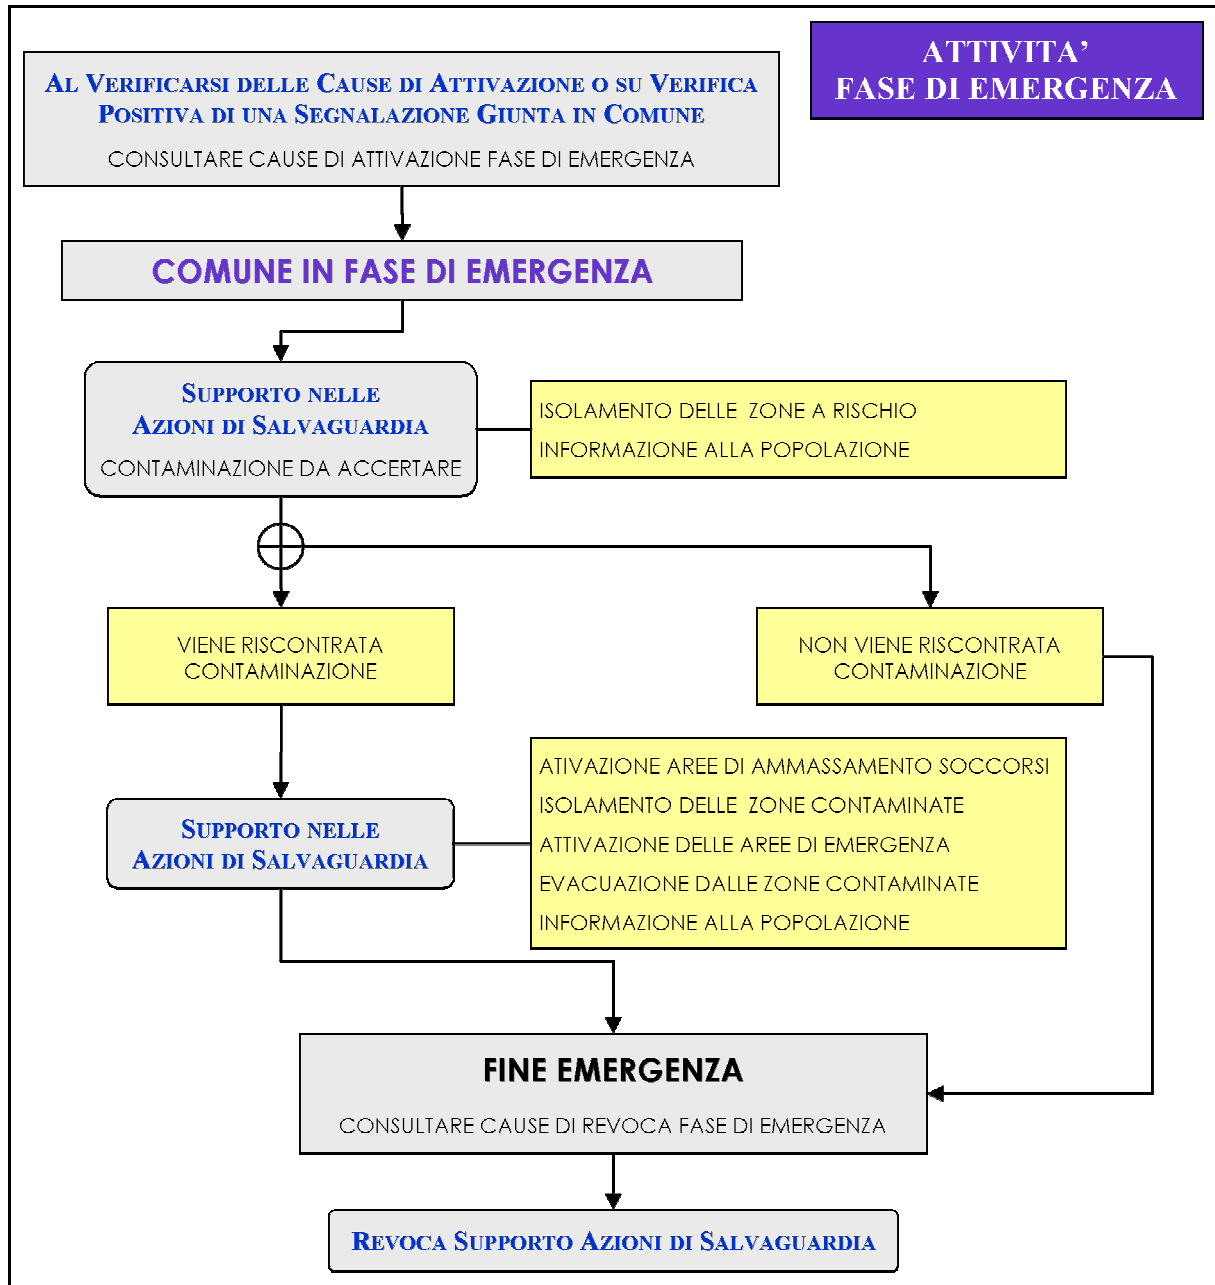 ATTIVITA’
FASE DI EMERGENZA
AL VERIFICARSI DELLE CAUSE DI ATTIVAZIONE O SU VERIFICA
POSITIVA DI UNA SEGNALAZIONE GIUNTA IN COMUNE
CONSULTARE CAUSE DI ATTIVAZIONE FASE DI EMERGENZA
COMUNE IN FASE DI EMERGENZA
SUPPORTO NELLE
AZIONI DI SALVAGUARDIA
CONTAMINAZIONE DA ACCERTARE
ISOLAMENTO DELLE ZONE A RISCHIO
INFORMAZIONE ALLA POPOLAZIONE
VIENE RISCONTRATA
CONTAMINAZIONE
NON VIENE RISCONTRATA
CONTAMINAZIONE
SUPPORTO NELLE
AZIONI DI SALVAGUARDIA
ATIVAZIONE AREE DI AMMASSAMENTO SOCCORSI
ISOLAMENTO DELLE ZONE CONTAMINATE
ATTIVAZIONE DELLE AREE DI EMERGENZA
EVACUAZIONE DALLE ZONE CONTAMINATE
INFORMAZIONE ALLA POPOLAZIONE
FINE EMERGENZA
CONSULTARE CAUSE DI REVOCA FASE DI EMERGENZA
REVOCA SUPPORTO AZIONI DI SALVAGUARDIA